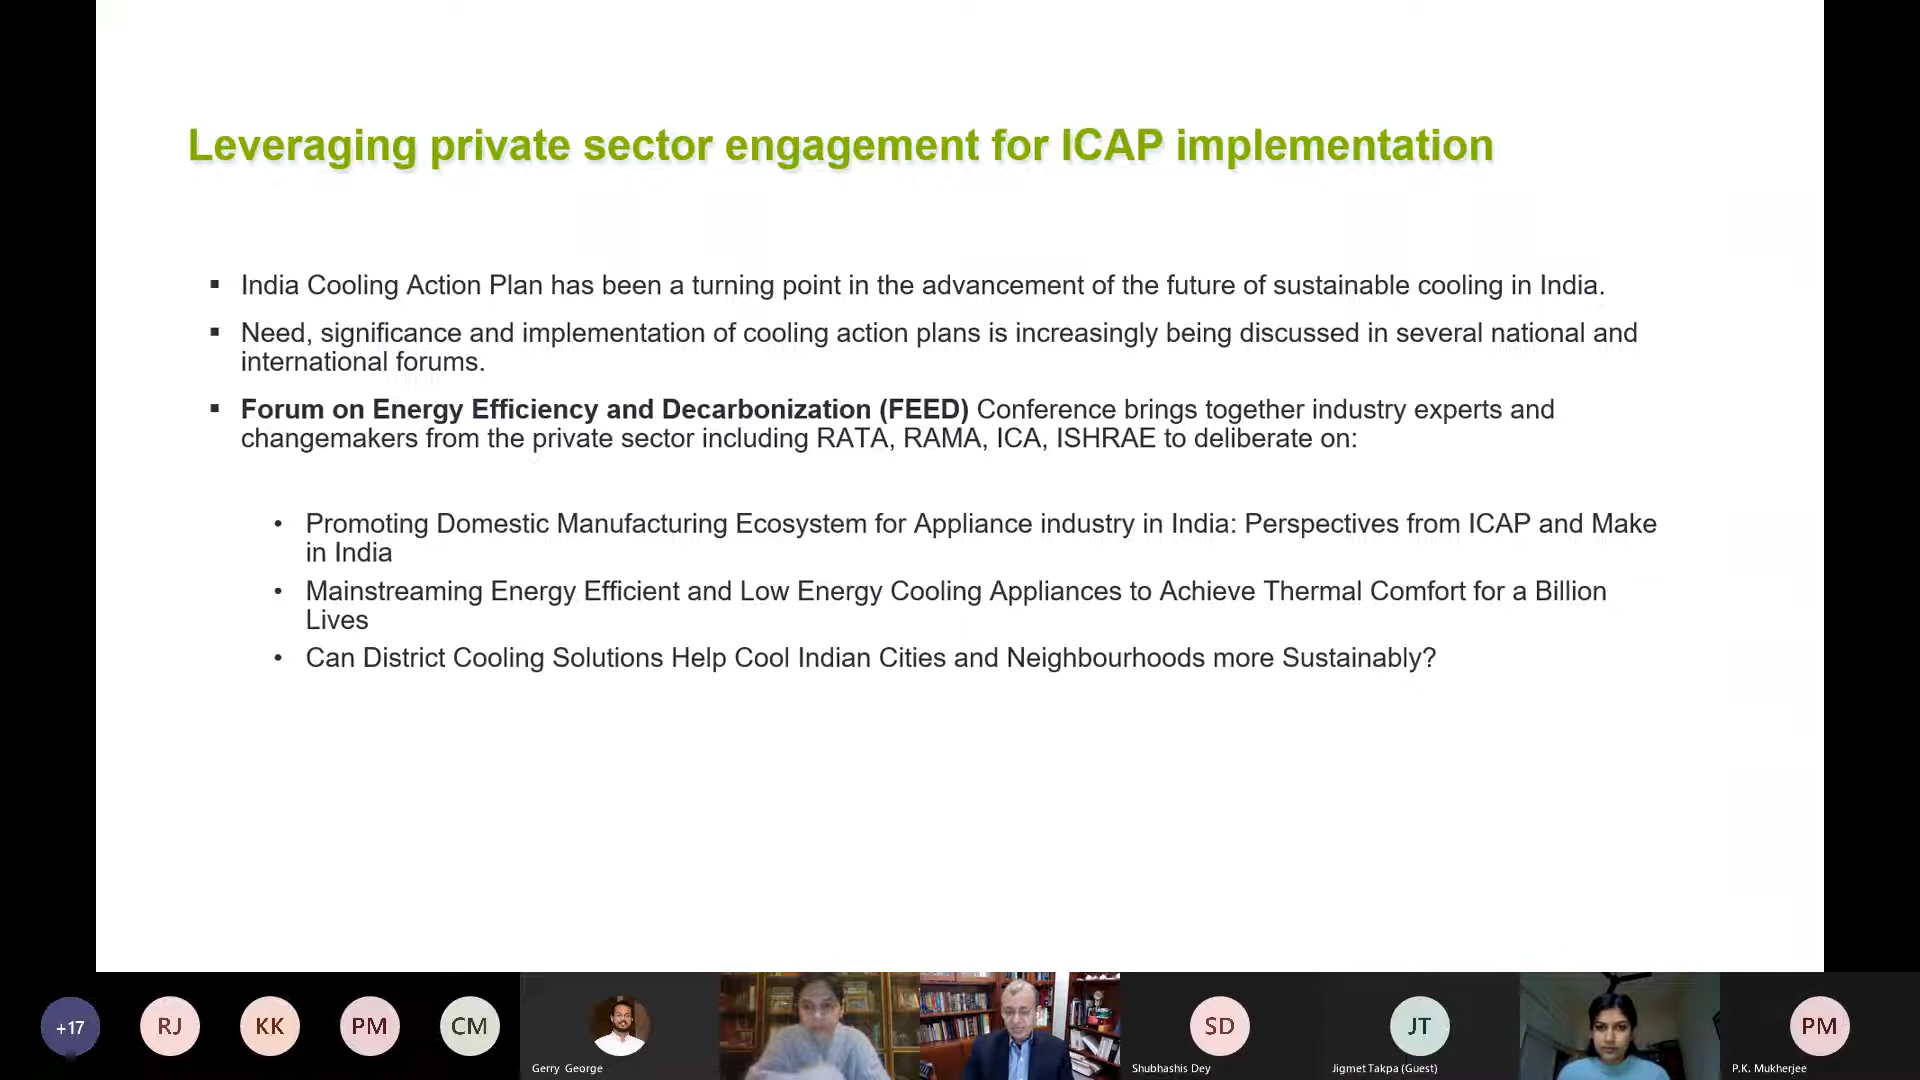 Leveraging private sector engagement for ICAP implementation
▪ India Cooling Action Plan has been a turning point in the advancement of the future of sustainable cooling in India.
▪ Need, significance and implementation of cooling action plans is increasingly being discussed in several national and
international forums.
▪ Forum on Energy Efficiency and Decarbonization (FEED) Conference brings together industry experts and
changemakers from the private sector including RATA, RAMA, ICA, ISHRAE to deliberate on:
• Promoting Domestic Manufacturing Ecosystem for Appliance industry in India: Perspectives from ICAP and Make
in India
• Mainstreaming Energy Efficient and Low Energy Cooling Appliances to Achieve Thermal Comfort for a Billion
Lives
• Can District Cooling Solutions Help Cool Indian Cities and Neighbourhoods more Sustainably?
+17
RJ
KK
PM
CM
Gerry George
SD
Shubhashis Dey
JT
Jigmet Takpa (Guest)
PM
P.K. Mukherjee